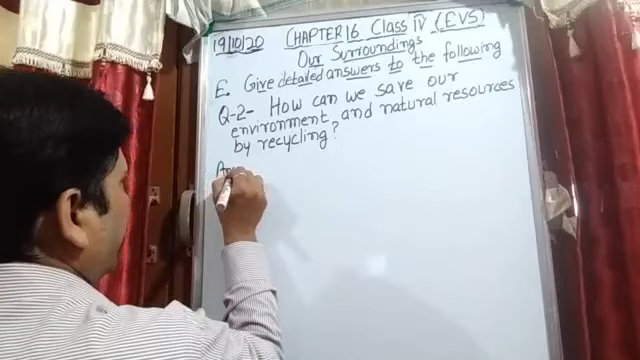 19/10/20 CHAPTER 16 Class IV (EVS)
Our Surroundings
E. Give detailed answers to the following
Q-2- How can we save our
environment and natural resources
by recycling?
Ans